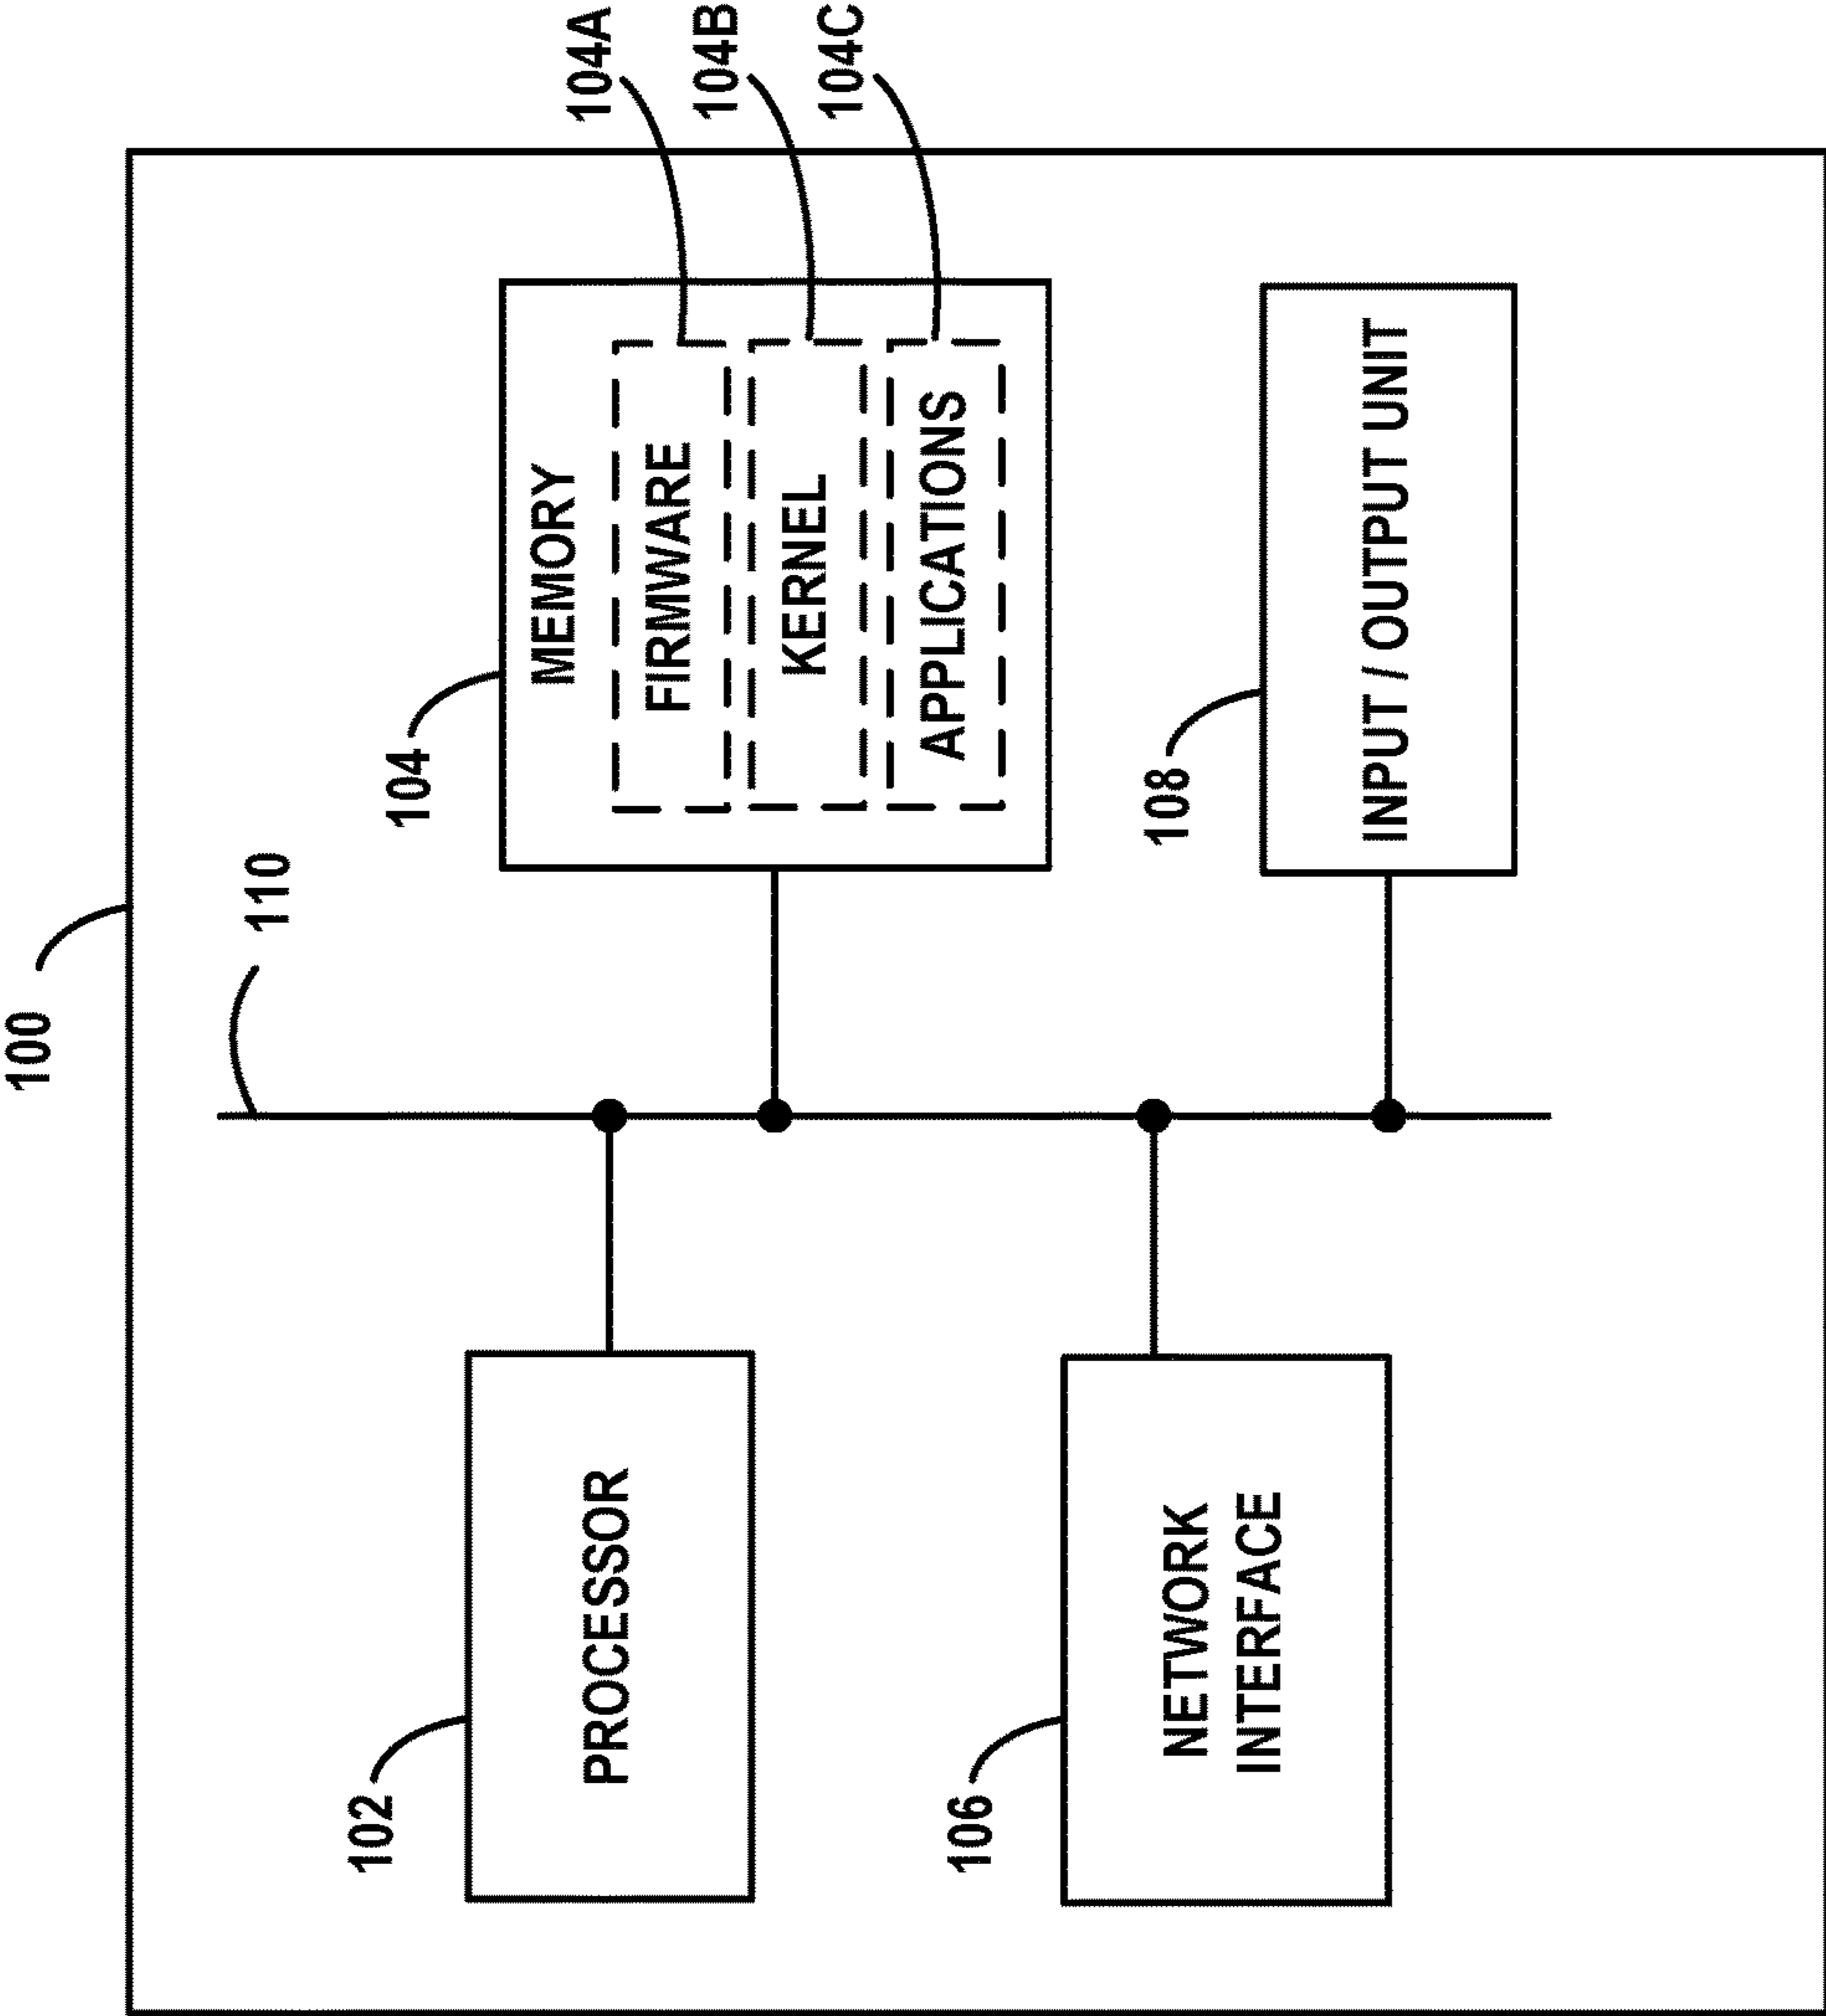 100
110
102
PROCESSOR
104
MEMORY
FIRMWARE
104A
KERNEL
104B
APPLICATIONS
104C
106
NETWORK
INTERFACE
108
INPUT / OUTPUT UNIT